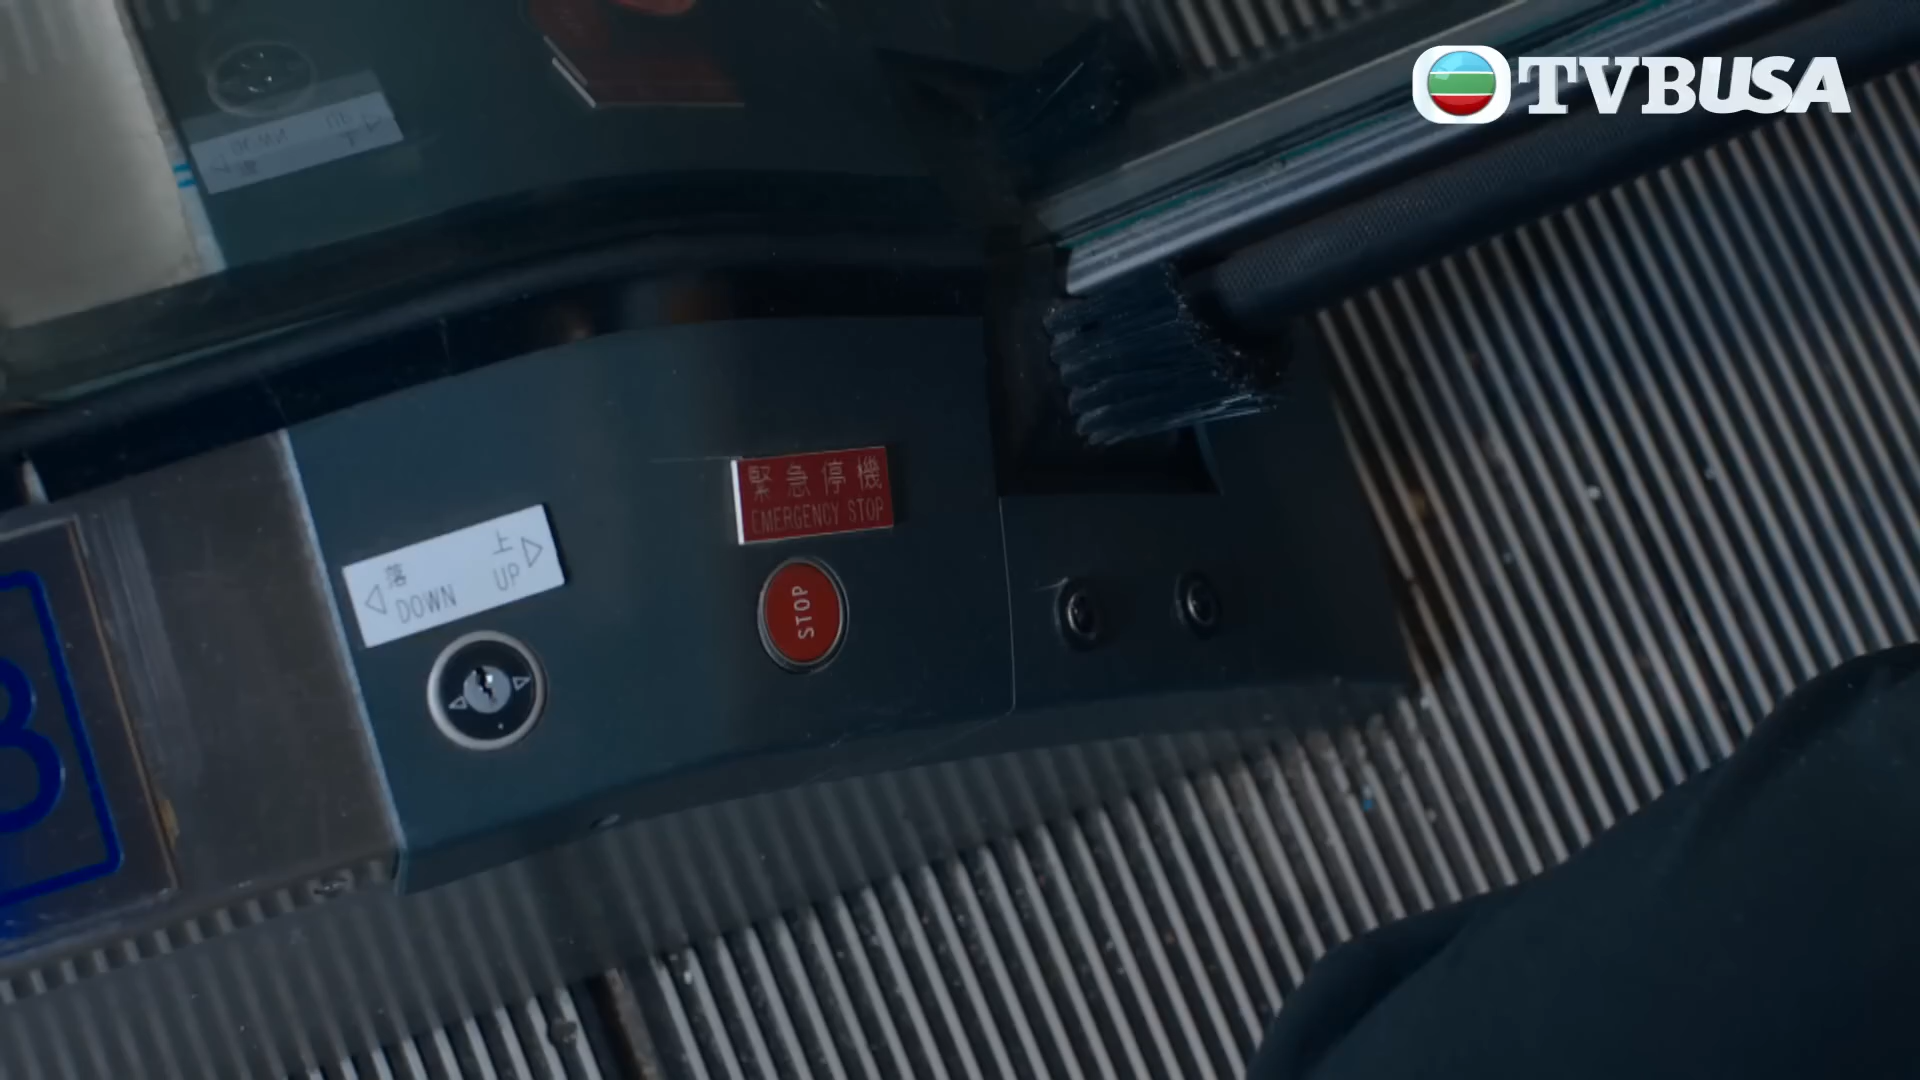 TVBUSA
緊急停機
EMERGENCY STOP
上
UP
落
DOWN
STOP